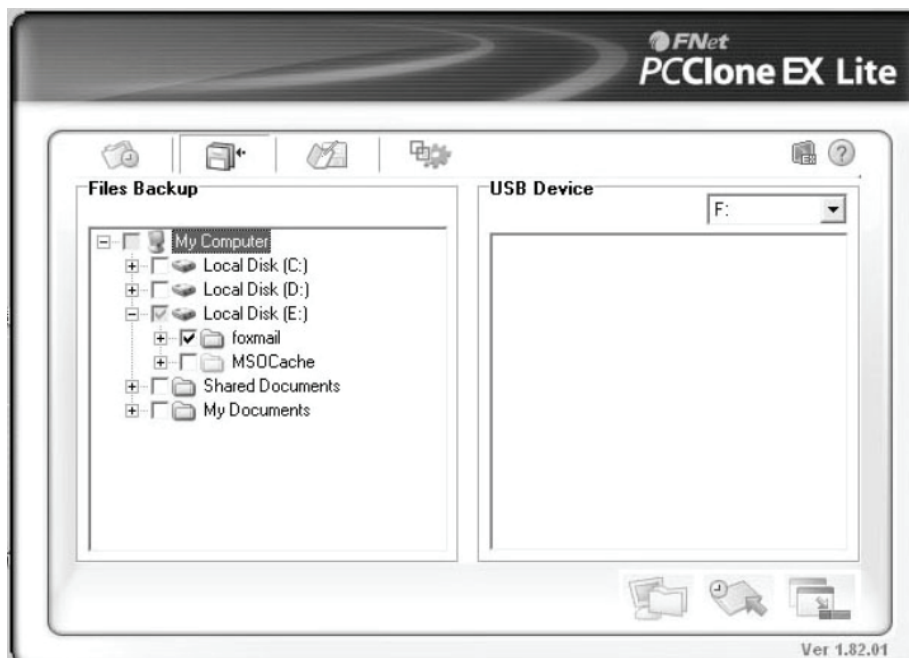 FNet
PCClone EX Lite
EX
?
Files Backup
My Computer
Local Disk (C:)
Local Disk (D:)
Local Disk (E:)
foxmail
MSOCache
Shared Documents
My Documents
USB Device
F:
Ver 1.82.01